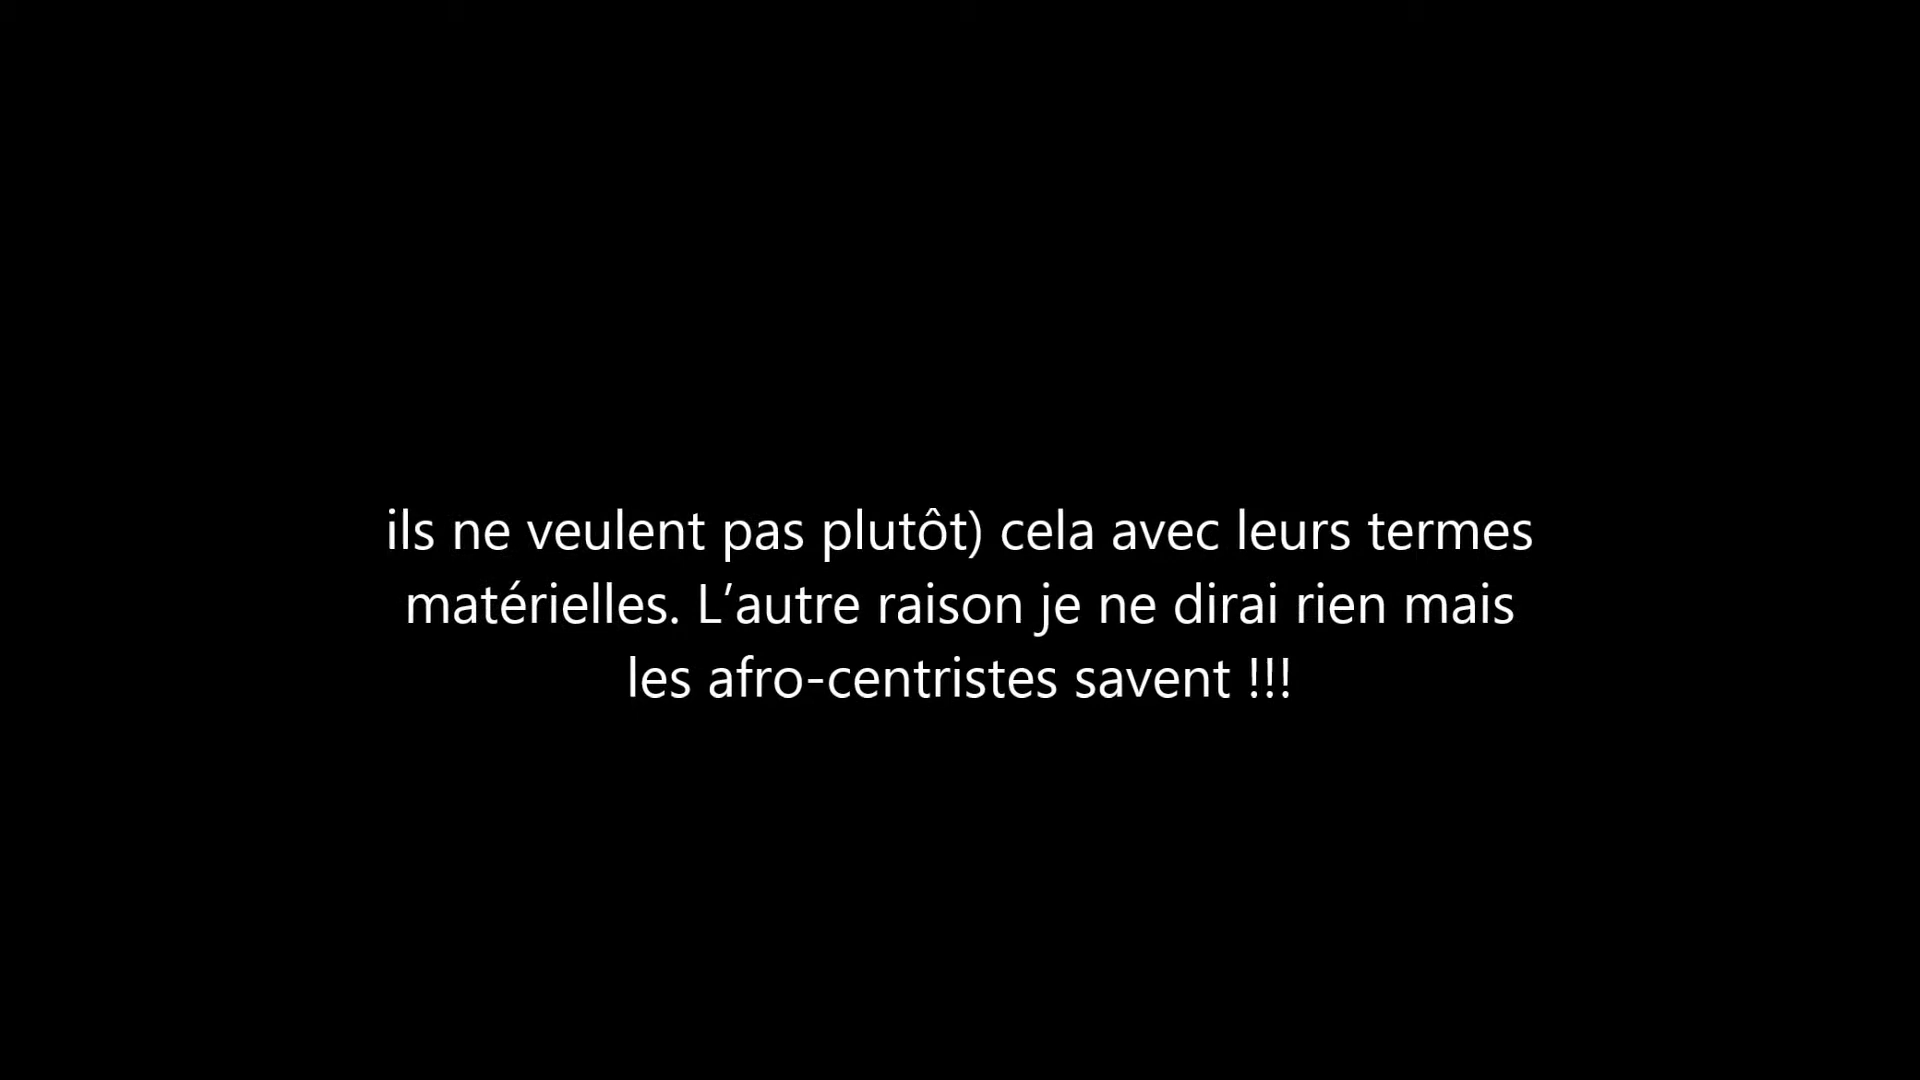 ils ne veulent pas plutôt) cela avec leurs termes
matérielles. L’autre raison je ne dirai rien mais
les afro-centristes savent !!!